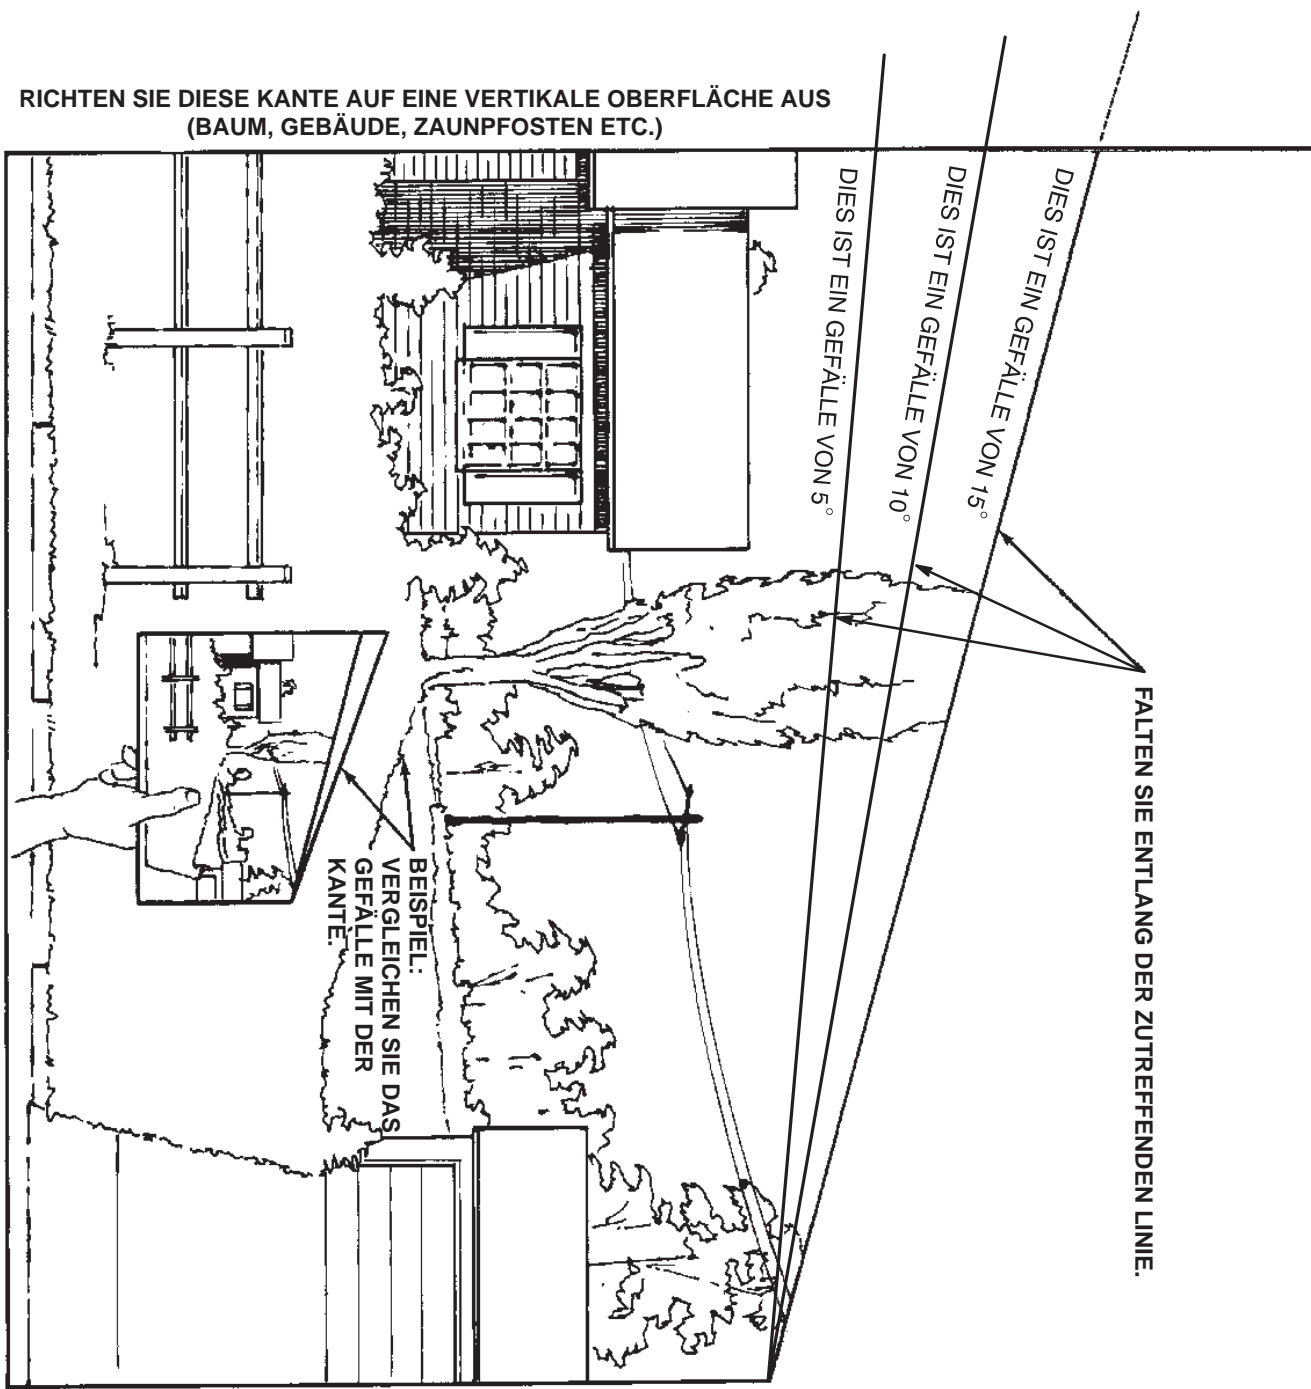 RICHTEN SIE DIESE KANTE AUF EINE VERTIKALE OBERFLÄCHE AUS
(BAUM, GEBÄUDE, ZAUNPFOSTEN ETC.)
DIES IST EIN GEFÄLLE VON 15°
DIES IST EIN GEFÄLLE VON 10°
DIES IST EIN GEFÄLLE VON 5°
FALTEN SIE ENTLANG DER ZUTREFFENDEN LINIE.
BEISPIEL:
VERGLEICHEN SIE DAS
GEFÄLLE MIT DER
KANTE.